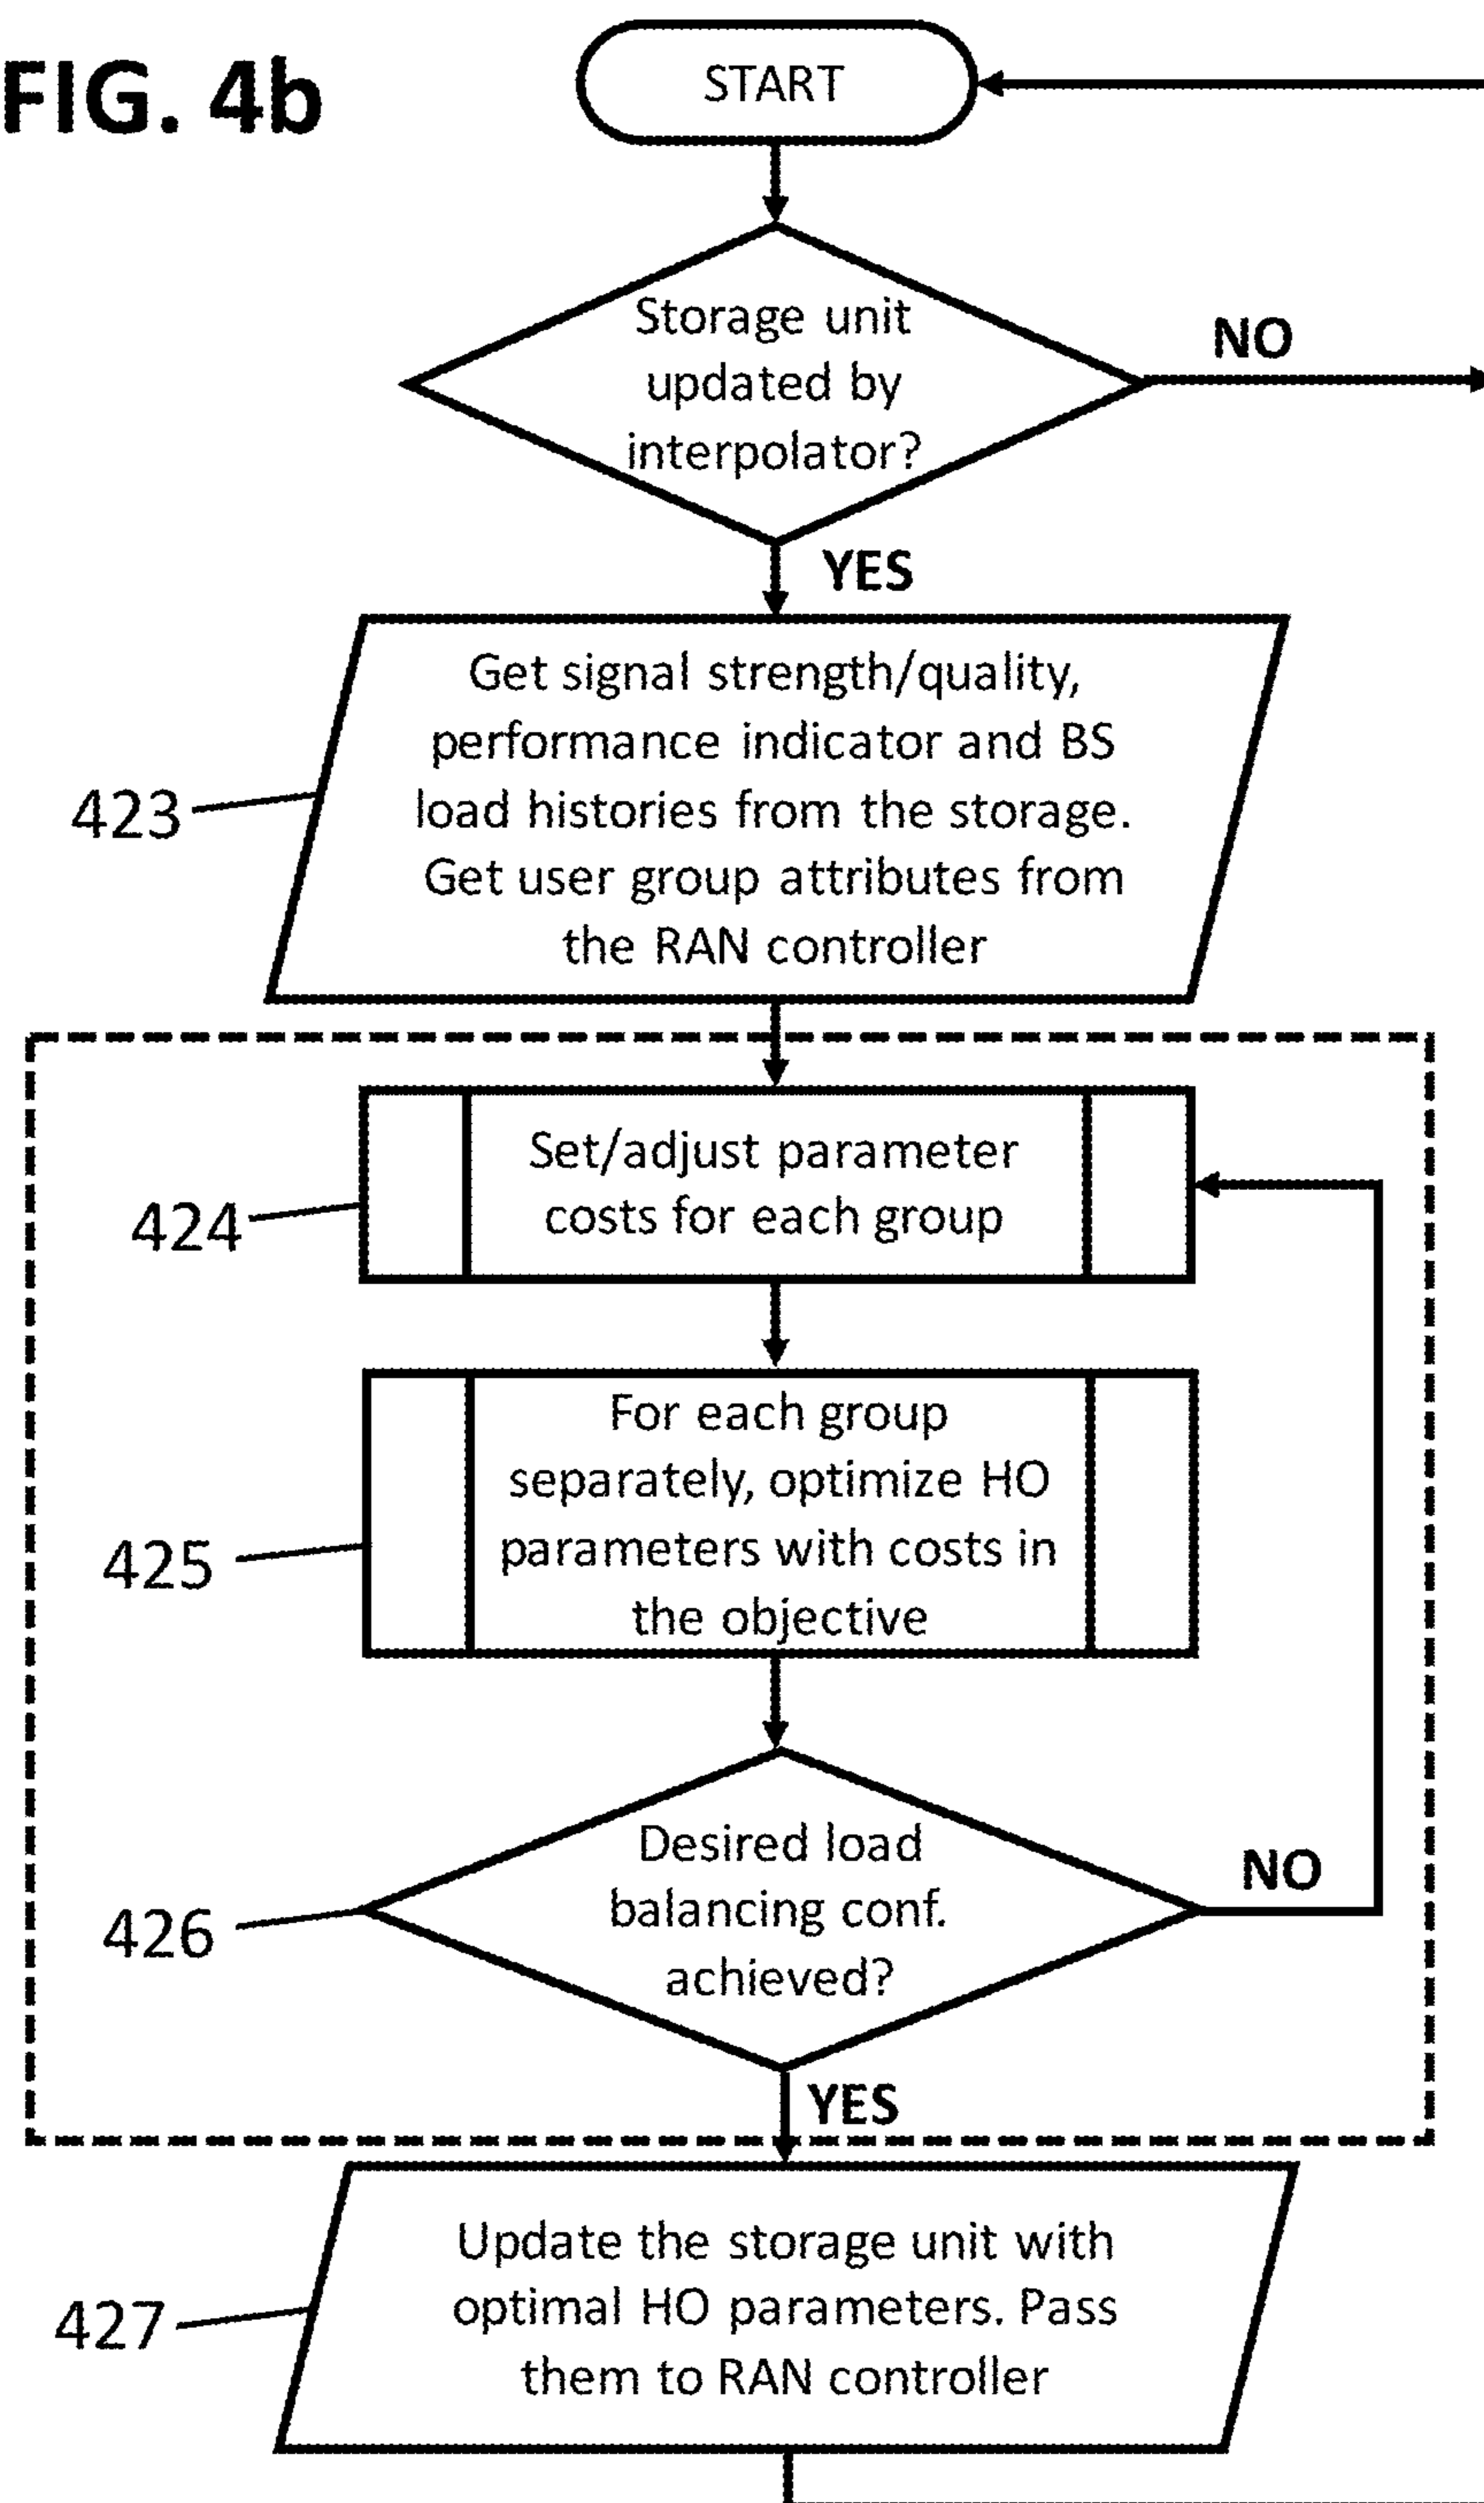 FIG. 4b
START
Storage unit
updated by
interpolator?
NO
YES
Get signal strength/quality,
performance indicator and BS
load histories from the storage.
Get user group attributes from
the RAN controller
423
Set/adjust parameter
costs for each group
424
For each group
separately, optimize HO
parameters with costs in
the objective
425
Desired load
balancing conf.
achieved?
426
NO
YES
Update the storage unit with
optimal HO parameters. Pass
them to RAN controller
427